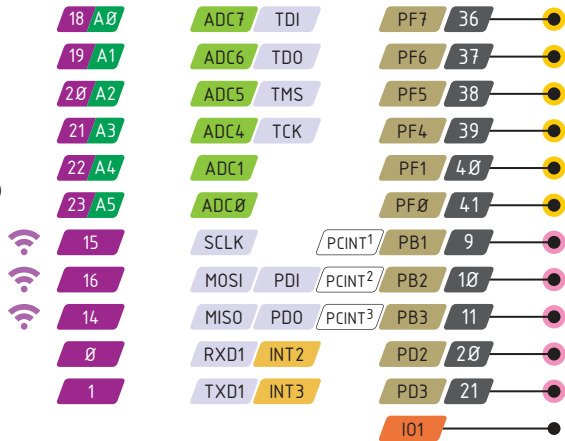 18 A0 ADC7 TDI PF7 36
19 A1 ADC6 TDO PF6 37
20 A2 ADC5 TMS PF5 38
21 A3 ADC4 TCK PF4 39
22 A4 ADC1 PF1 40
23 A5 ADC0 PF0 41
15 SCLK PCINT1 PB1 9
16 MOSI PDI PCINT2 PB2 10
14 MISO PDO PCINT3 PB3 11
0 RXD1 INT2 PD2 20
1 TXD1 INT3 PD3 21
IO1